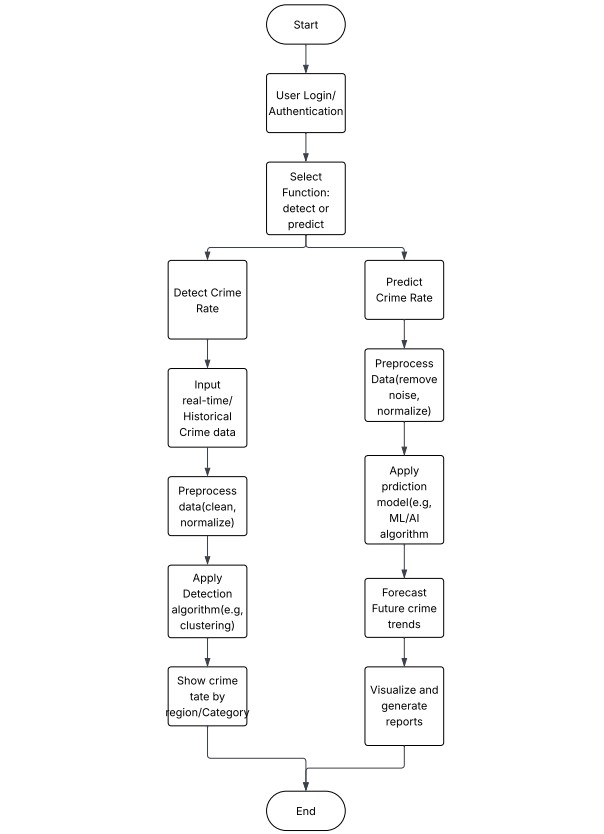 Start
User Login/
Authentication
Select
Function:
detect or
predict
Detect Crime
Rate
Input
real-time/
Historical
Crime data
Preprocess
data(clean,
normalize)
Apply
Detection
algorithm(e.g,
clustering)
Show crime
tate by
region/Category
Predict
Crime Rate
Preprocess
Data(remove
noise,
normalize)
Apply
prdiction
model(e.g,
ML/AI
algorithm
Forecast
Future crime
trends
Visualize and
generate
reports
End